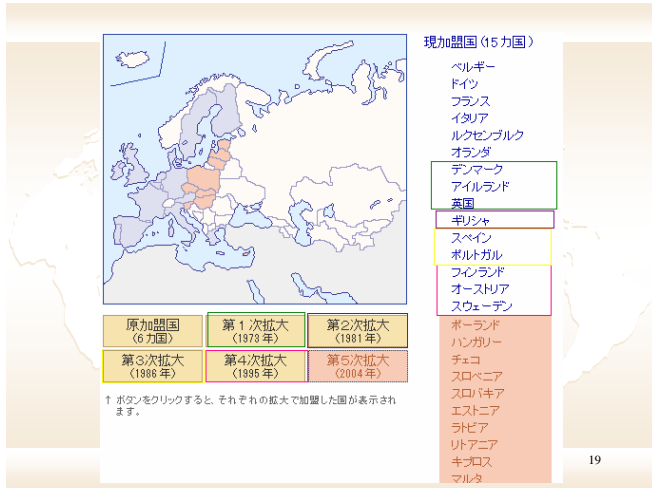 現加盟国(15カ国)
ベルギー
ドイツ
フランス
イタリア
ルクセンブルク
オランダ
デンマーク
アイルランド
英国
ギリシャ
スペイン
ポルトガル
フィンランド
オーストリア
スウェーデン
ポーランド
ハンガリー
チェコ
スロベニア
スロバキア
エストニア
ラトビア
リトアニア
キプロス
マルタ
原加盟国
(6カ国)
第1次拡大
(1973年)
第2次拡大
(1981年)
第3次拡大
(1986年)
第4次拡大
(1995年)
第5次拡大
(2004年)
↑ ボタンをクリックすると、それぞれの拡大で加盟した国が表示され
ます。
19